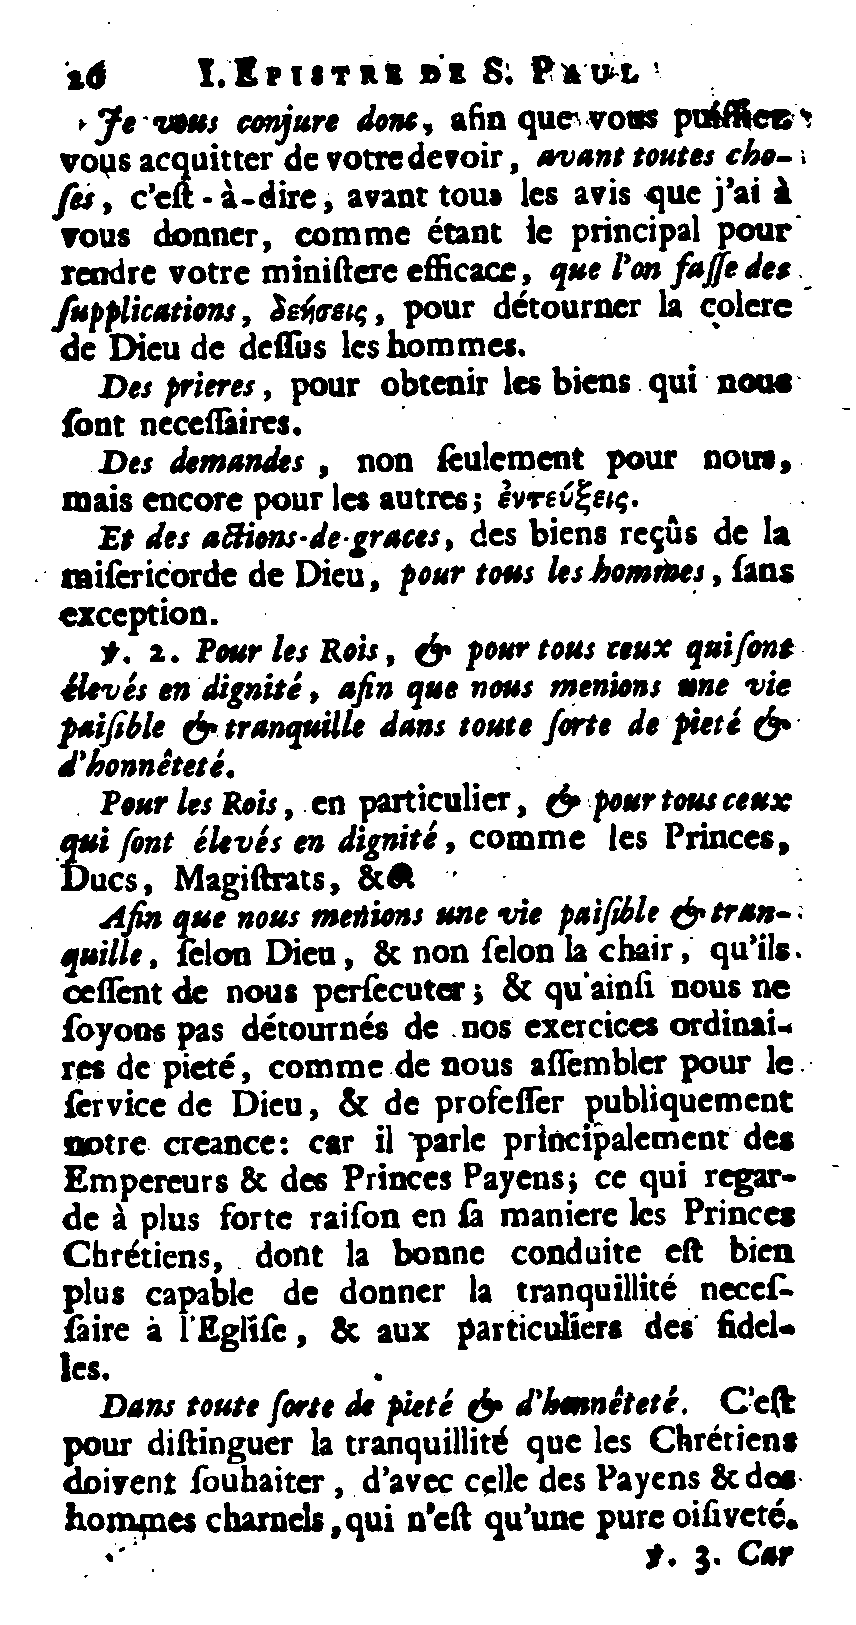 26 I. EPISTRE DE S. PAUL
Je vous conjure donc, afin que vous puissiez
vous acquitter de votre devoir, avant toutes cho-
ſes, c'eſt-à-dire, avant tous les avis que j'ai à
vous donner, comme étant le principal pour
rendre votre miniſtere efficace, que l'on faſſe des
ſupplications, δεήσεις, pour détourner la colere
de Dieu de deſſus les hommes.
Des prieres, pour obtenir les biens qui nous
ſont neceſſaires.
Des demandes, non ſeulement pour nous,
mais encore pour les autres; ἐντεύξεις.
Et des actions-de-graces, des biens reçûs de la
miſericorde de Dieu, pour tous les hommes, ſans
exception.
℣. 2. Pour les Rois, & pour tous ceux qui ſont
élevés en dignité, afin que nous menions une vie
paiſible & tranquille dans toute ſorte de pieté &
d'honnêteté.
Pour les Rois, en particulier, & pour tous ceux
qui ſont élevés en dignité, comme les Princes,
Ducs, Magiſtrats, &c.
Afin que nous menions une vie paiſible & tran-
quille, ſelon Dieu, & non ſelon la chair, qu'ils
ceſſent de nous perſecuter; & qu'ainſi nous ne
ſoyons pas détournés de nos exercices ordinai-
res de pieté, comme de nous aſſembler pour le
ſervice de Dieu, & de profeſſer publiquement
notre creance: car il parle principalement des
Empereurs & des Princes Payens; ce qui regar-
de à plus forte raiſon en ſa maniere les Princes
Chrétiens, dont la bonne conduite eſt bien
plus capable de donner la tranquillité neceſ-
ſaire à l'Egliſe, & aux particuliers des fidel-
les.
Dans toute ſorte de pieté & d'honnêteté. C'eſt
pour diſtinguer la tranquillité que les Chrétiens
doivent ſouhaiter, d'avec celle des Payens & des
hommes charnels, qui n'eſt qu'une pure oiſiveté.
℣. 3. Car